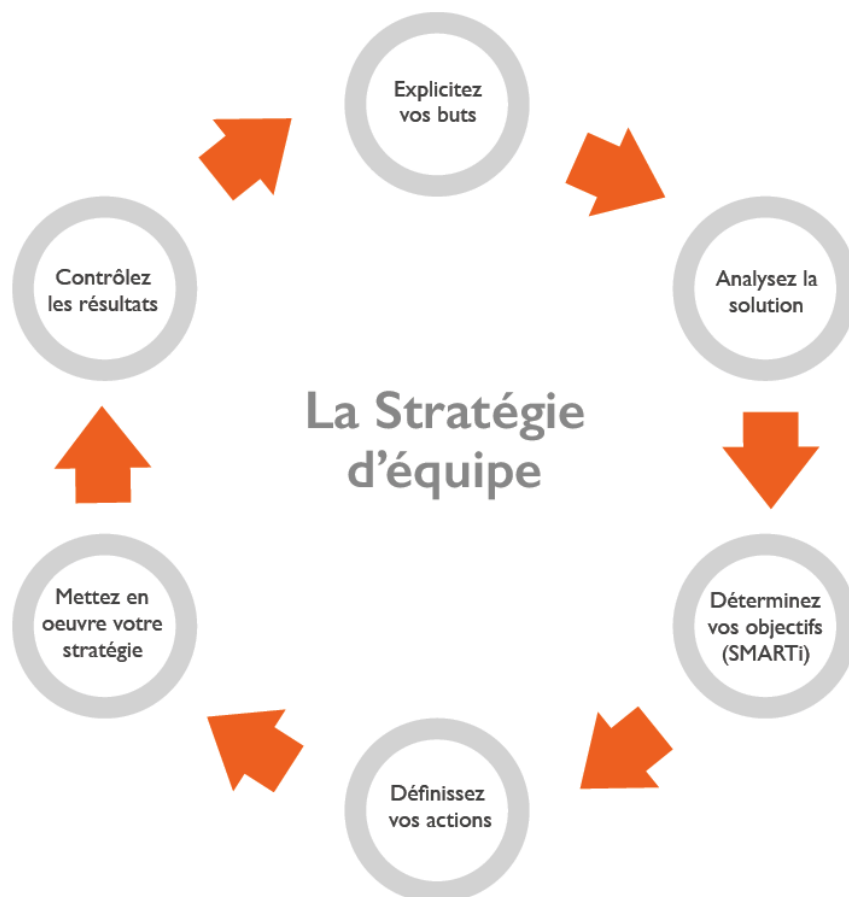 Explicitez
vos buts
Analysez la
solution
Déterminez
vos objectifs
(SMARTi)
Définissez
vos actions
Mettez en
oeuvre votre
stratégie
Contrôlez
les résultats
La Stratégie
d’équipe